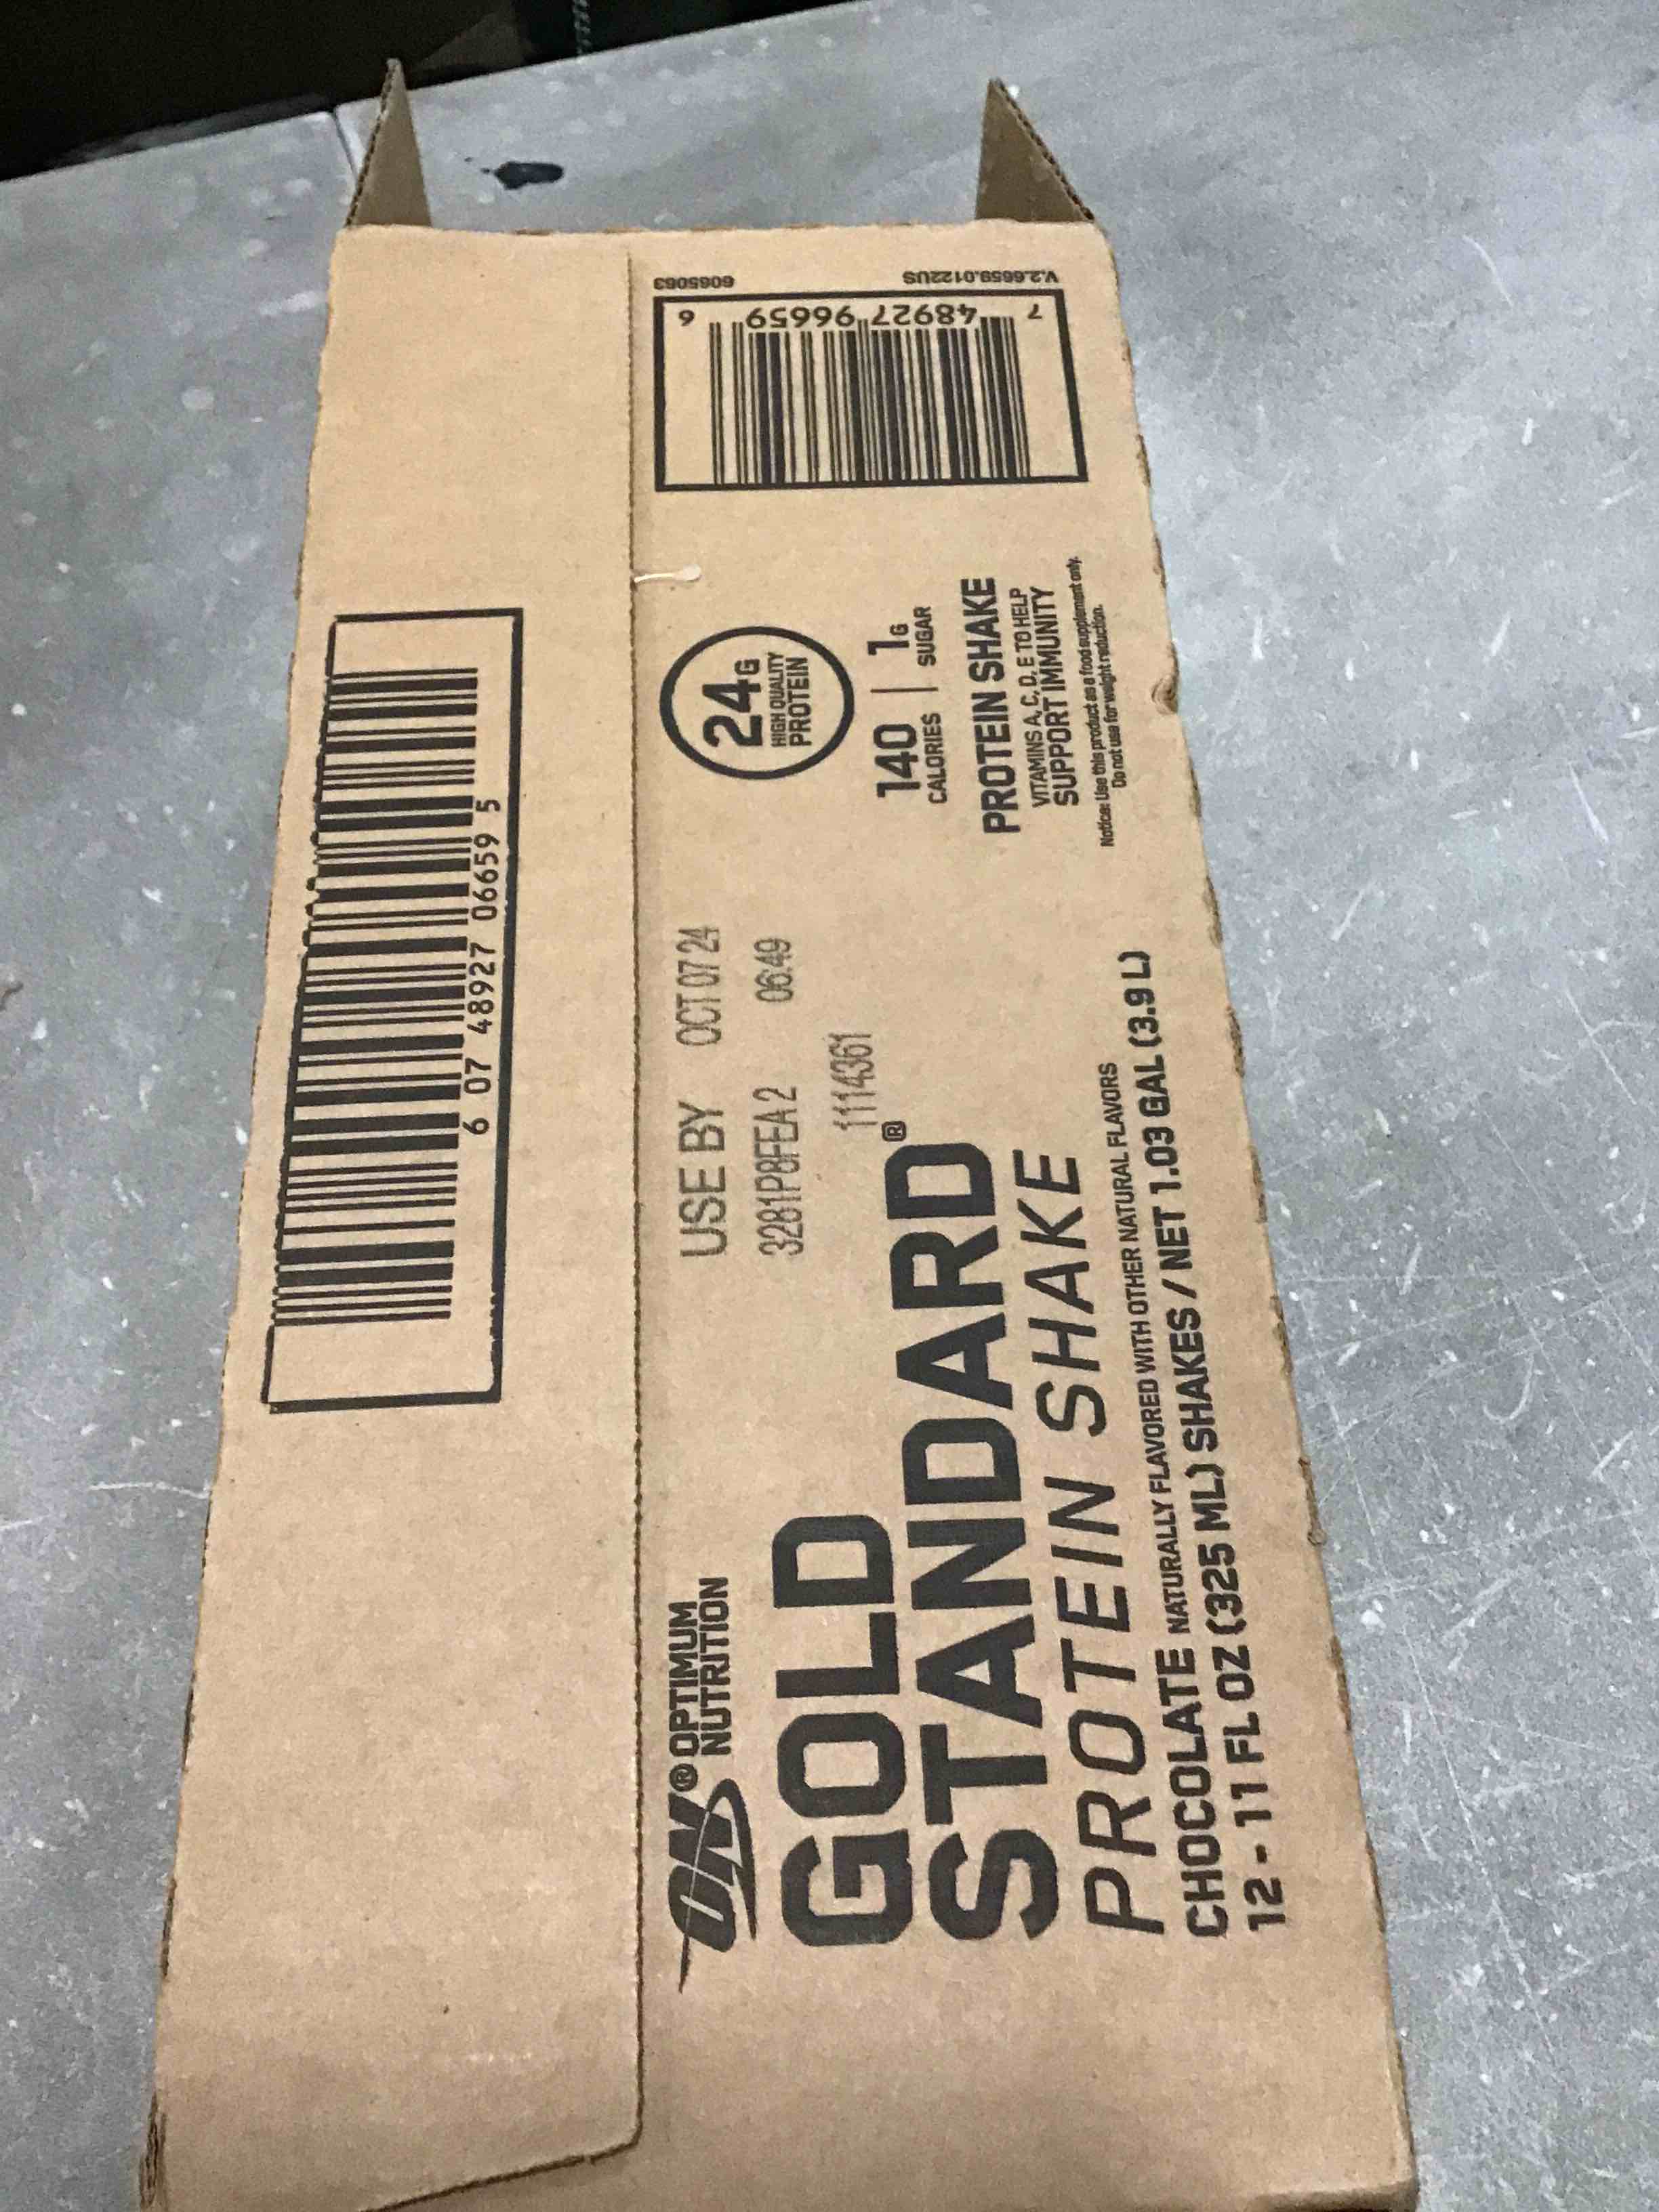 6 07 48927 06659 5
ON® OPTIMUM
NUTRITION
GOLD
STANDARD®
PROTEIN SHAKE
CHOCOLATE NATURALLY FLAVORED WITH OTHER NATURAL FLAVORS
12 - 11 FL OZ (325 ML) SHAKES / NET 1.03 GAL (3.9 L)
USE BY OCT 07 24
3281P8FEA 2 06:49
1114361
24G
HIGH QUALITY
PROTEIN
140 | 1G
CALORIES SUGAR
PROTEIN SHAKE
VITAMINS A, C, D, E TO HELP
SUPPORT IMMUNITY
Notice: Use this product as a food supplement only.
Do not use for weight reduction.
7 48927 96659 6
V.2.6659.0122US 6065063